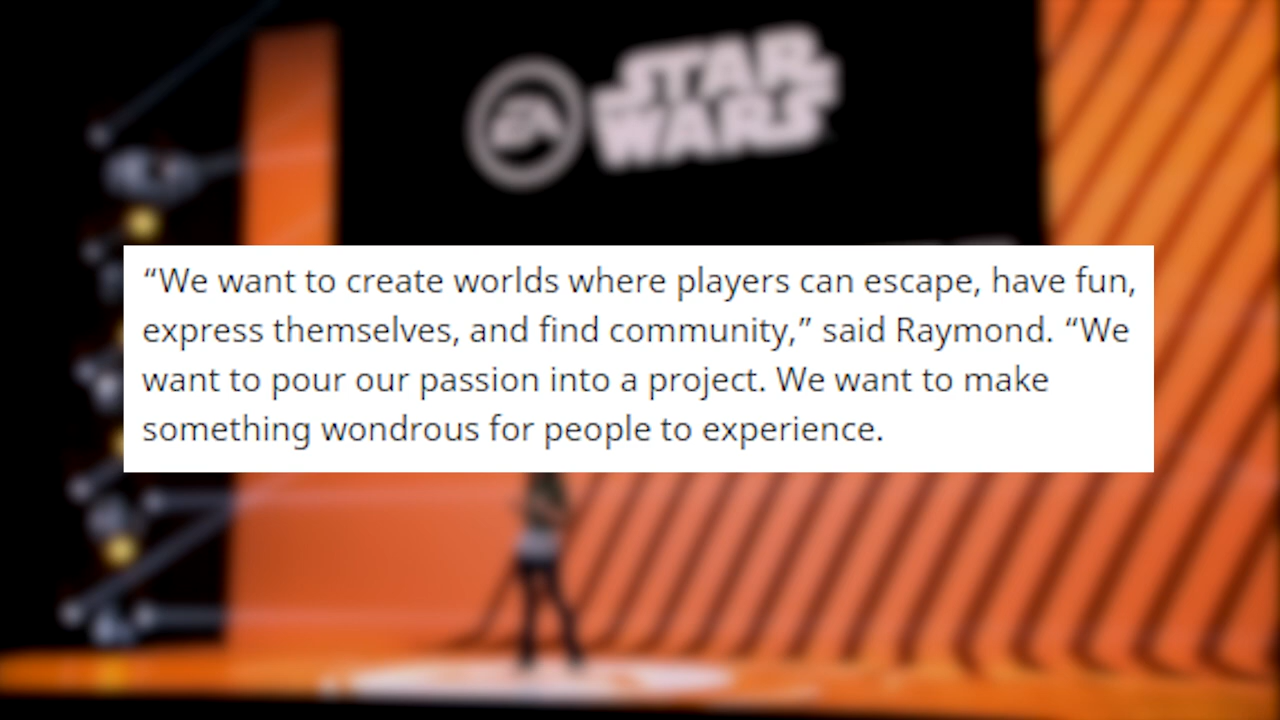 EA
STAR
WARS
“We want to create worlds where players can escape, have fun,
express themselves, and find community,” said Raymond. “We
want to pour our passion into a project. We want to make
something wondrous for people to experience.